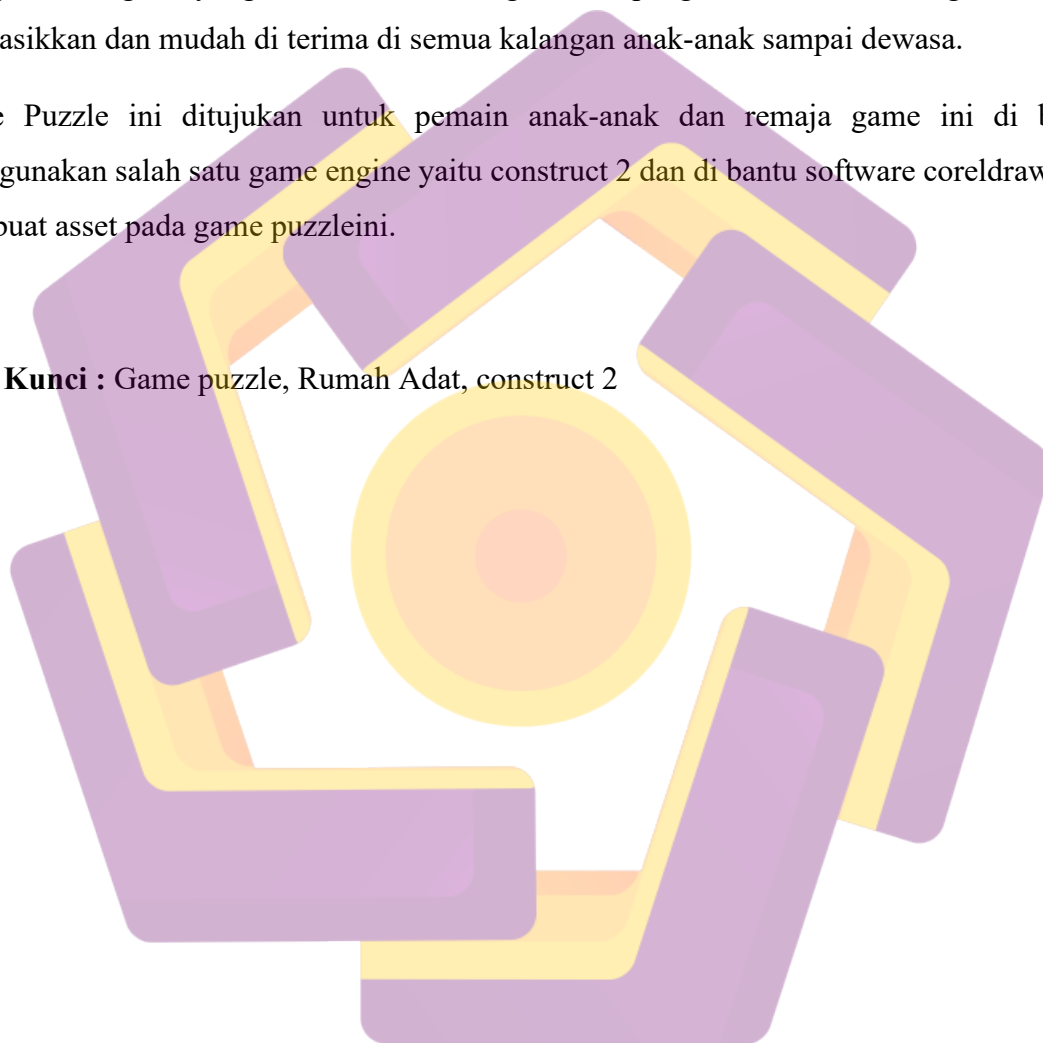 asikkan dan mudah di terima di semua kalangan anak-anak sampai dewasa.
Puzzle ini ditujukan untuk pemain anak-anak dan remaja game ini di
gunakan salah satu game engine yaitu construct 2 dan di bantu software coreldraw
buat asset pada game puzzleini.
Kunci : Game puzzle, Rumah Adat, construct 2